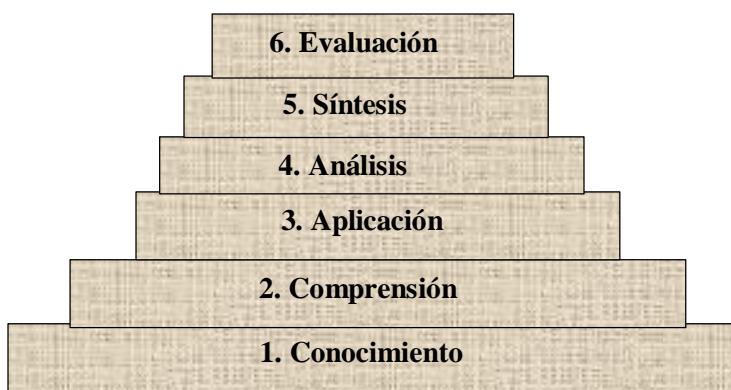 6. Evaluación
5. Síntesis
4. Análisis
3. Aplicación
2. Comprensión
1. Conocimiento